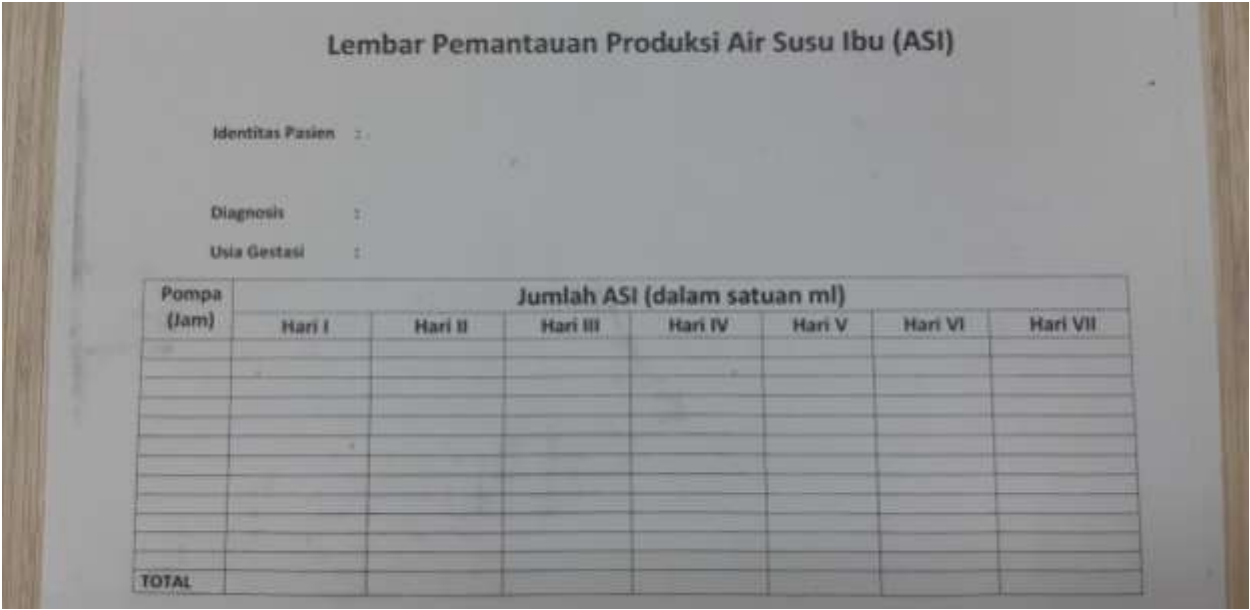 Lembar Pemantauan Produksi Air Susu Ibu (ASI)
Identitas Pasien :
Diagnosis :
Usia Gestasi :
Pompa (Jam) Jumlah ASI (dalam satuan ml)
Hari I Hari II Hari III Hari IV Hari V Hari VI Hari VII
TOTAL